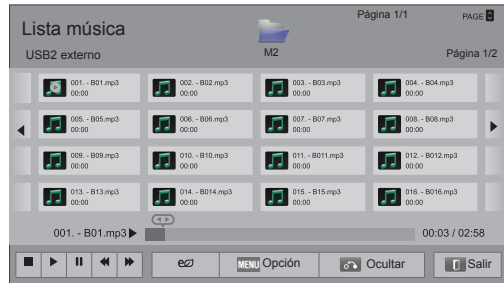 Lista música
Página 1/1
PAGE
USB2 externo
M2
Página 1/2
001. - B01.mp3
00:00
002. - B02.mp3
00:00
003. - B03.mp3
00:00
004. - B04.mp3
00:00
005. - B05.mp3
00:00
006. - B06.mp3
00:00
007. - B07.mp3
00:00
008. - B08.mp3
00:00
009. - B09.mp3
00:00
010. - B10.mp3
00:00
011. - B011.mp3
00:00
012. - B012.mp3
00:00
013. - B13.mp3
00:00
014. - B014.mp3
00:00
015. - B15.mp3
00:00
016. - B016.mp3
00:00
001. - B01.mp3
00:03 / 02:58
MENU Opción
Ocultar
Salir